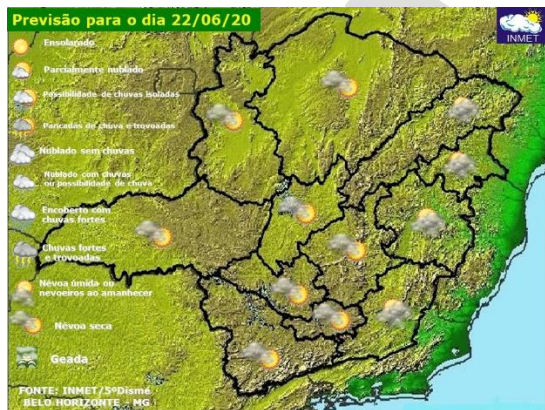 Previsão para o dia 22/06/20
INMET
Ensolarado
Parcialmente nublado
Possibilidade de chuvas isoladas
Pancadas de chuva e trovoadas
Nublado sem chuvas
Nublado com chuvas
ou possibilidade de chuva
Encoberto com
chuvas fortes
Chuvas fortes
e trovoadas
Névoa úmida ou
nevoeiros ao amanhecer
Névoa seca
Geada
FONTE: INMET/5ºDisme
BELO HORIZONTE - MG